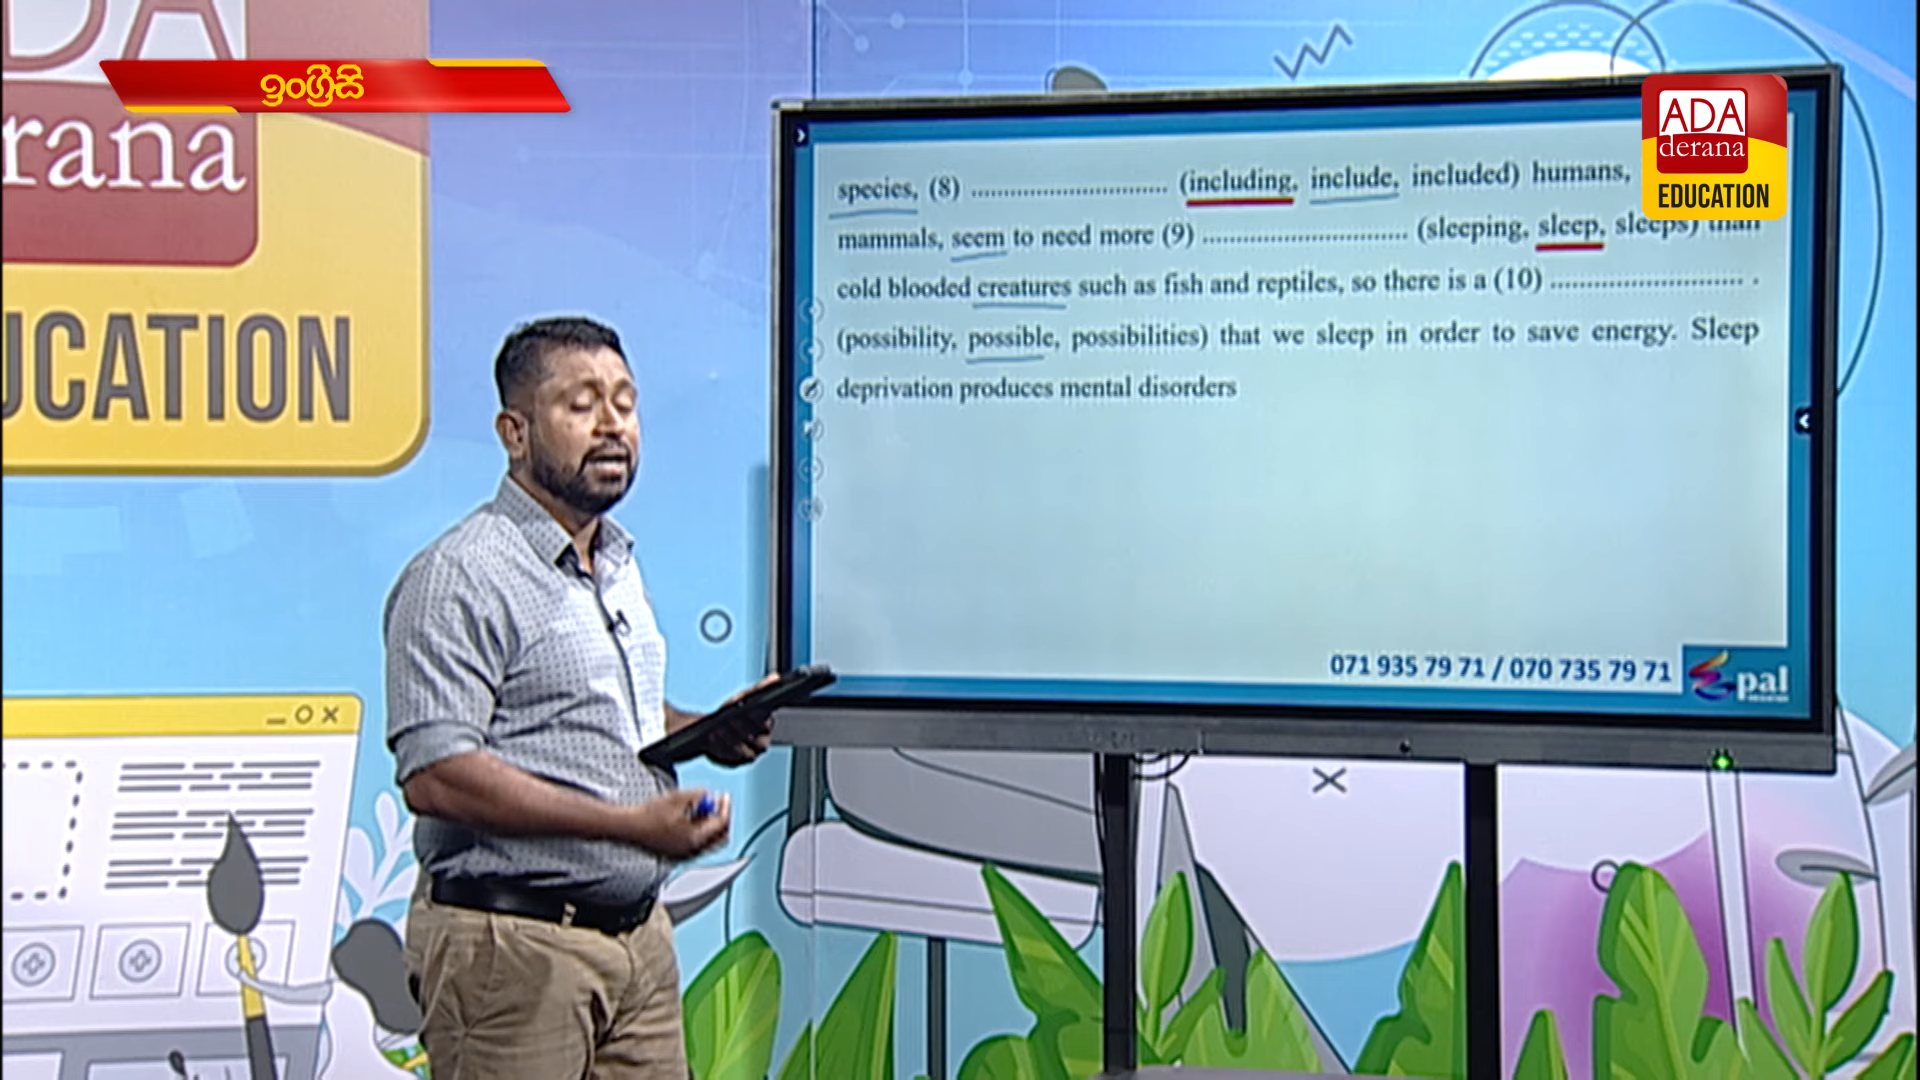 DA
ඉංග්‍රීසි
rana
UCATION
ADA
derana
EDUCATION
species, (8) ............................ (including, include, included) humans,
mammals, seem to need more (9) ............................. (sleeping, sleep, sleeps) than
cold blooded creatures such as fish and reptiles, so there is a (10) ............................ .
(possibility, possible, possibilities) that we sleep in order to save energy. Sleep
deprivation produces mental disorders
071 935 79 71 / 070 735 79 71
pal